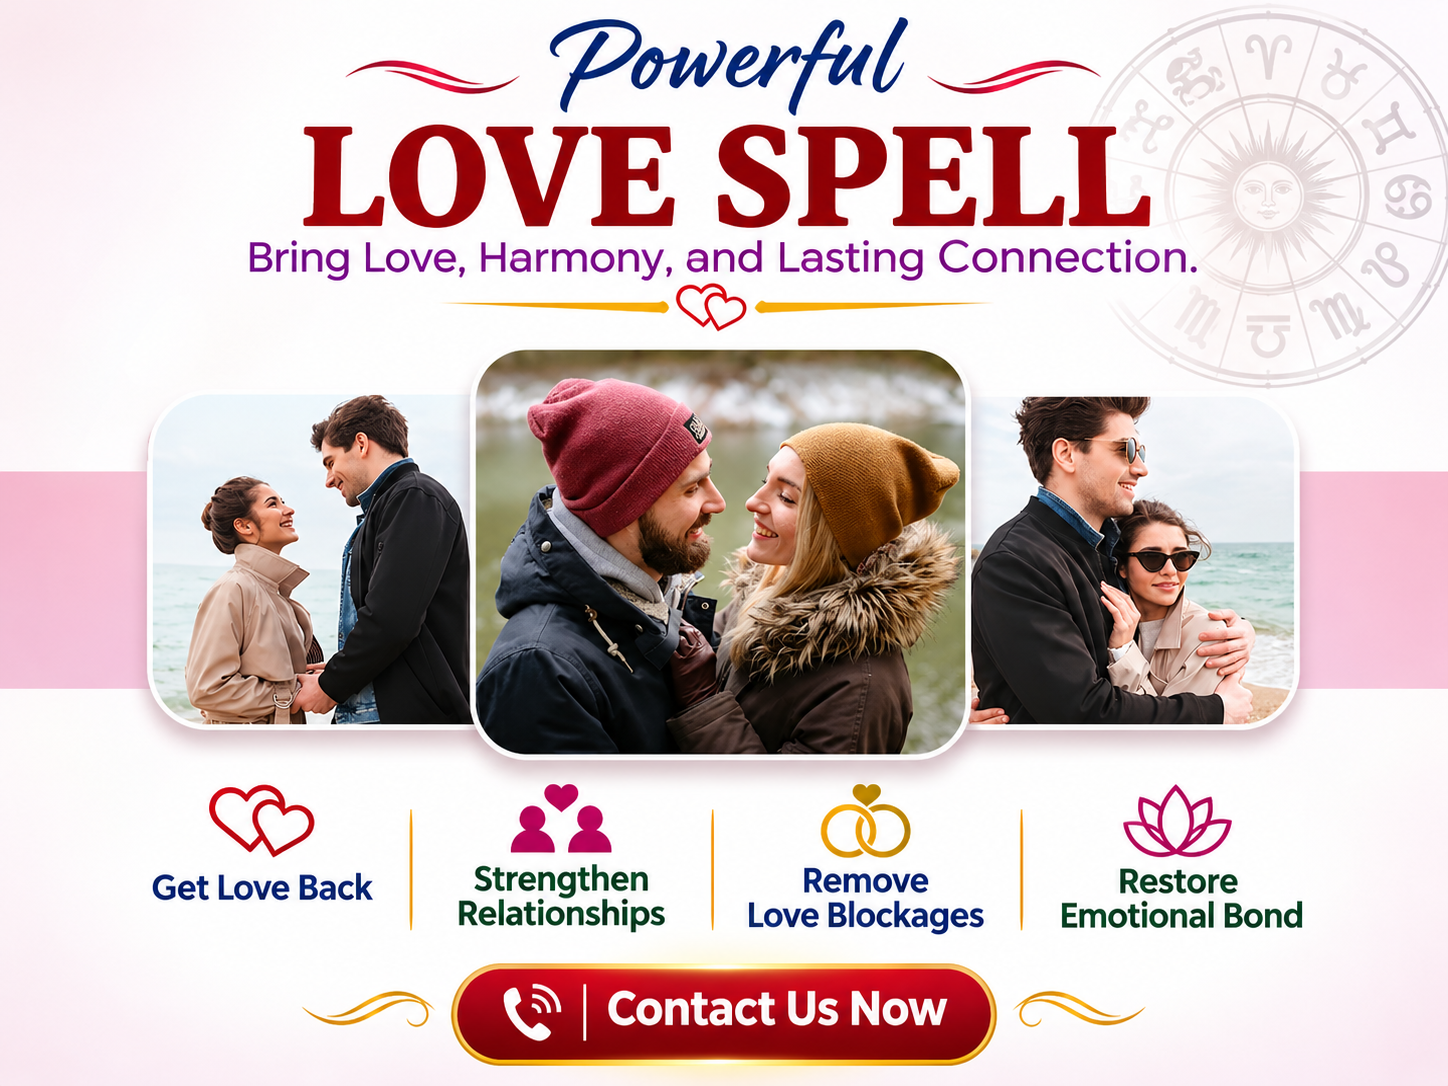 Powerful
LOVE SPELL
Bring Love, Harmony, and Lasting Connection.
Get Love Back
Strengthen
Relationships
Remove
Love Blockages
Restore
Emotional Bond
Contact Us Now